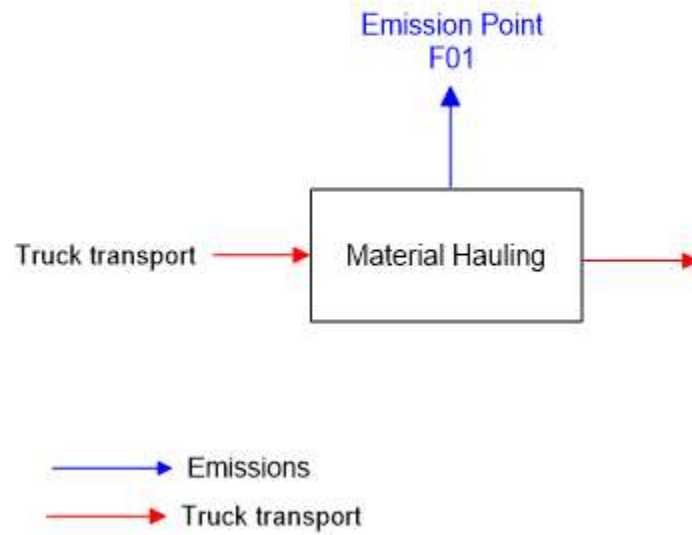 Emission Point
F01
Truck transport
Material Hauling
Emissions
Truck transport